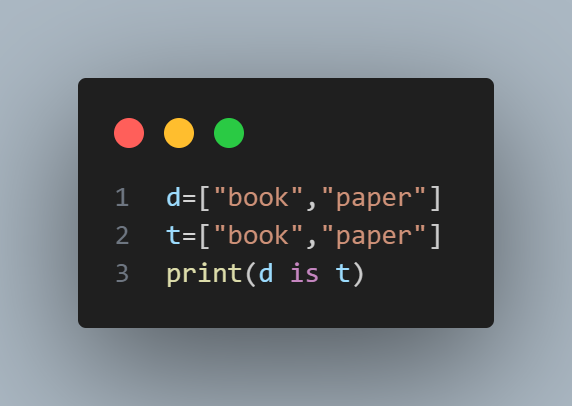 1 d=["book","paper"]
2 t=["book","paper"]
3 print(d is t)